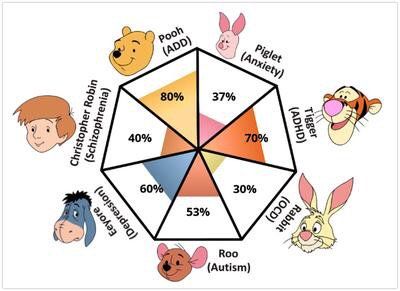 Pooh
(ADD)
Piglet
(Anxiety)
Tigger
(ADHD)
Rabbit
(OCD)
Roo
(Autism)
Eeyore
(Depression)
Christopher Robin
(Schizophrenia)
80%
37%
70%
30%
53%
60%
40%